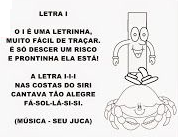 LETRA I
O I É UMA LETRINHA,
MUITO FÁCIL DE TRAÇAR.
É SÓ DESCER UM RISCO
E PRONTINHA ELA ESTÁ!
A LETRA I-I-I
NAS COSTAS DO SIRI
CANTAVA TÃO ALEGRE
FÁ-SOL-LÁ-SI-SI.
(MÚSICA - SEU JUCA)